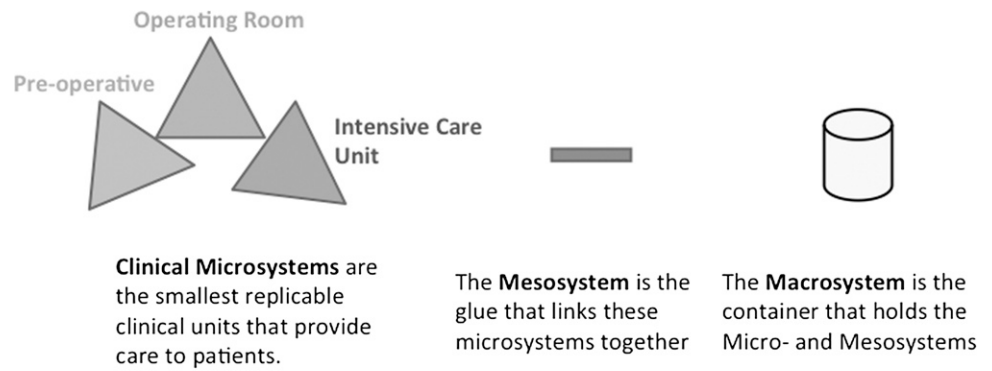 Operating Room
Pre-operative
Intensive Care
Unit
Clinical Microsystems are
the smallest replicable
clinical units that provide
care to patients.
The Mesosystem is the
glue that links these
microsystems together
The Macrosystem is the
container that holds the
Micro- and Mesosystems